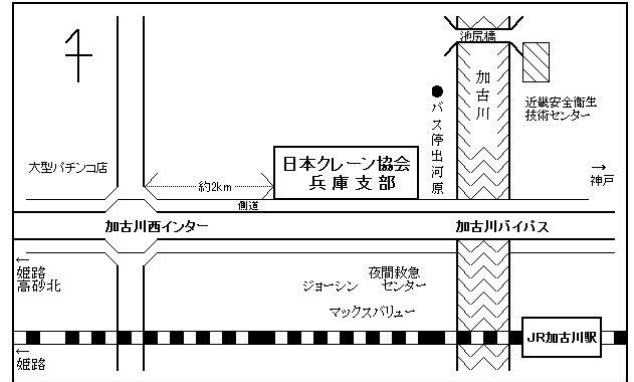 池尻橋
加古川
近畿安全衛生
技術センター
バス停出河原
大型パチンコ店
約2km
日本クレーン協会
兵庫支部
→
神戸
側道
加古川西インター
加古川バイパス
←
姫路
高砂北
夜間救急
センター
ジョーシン
マックスバリュー
JR加古川駅
←
姫路